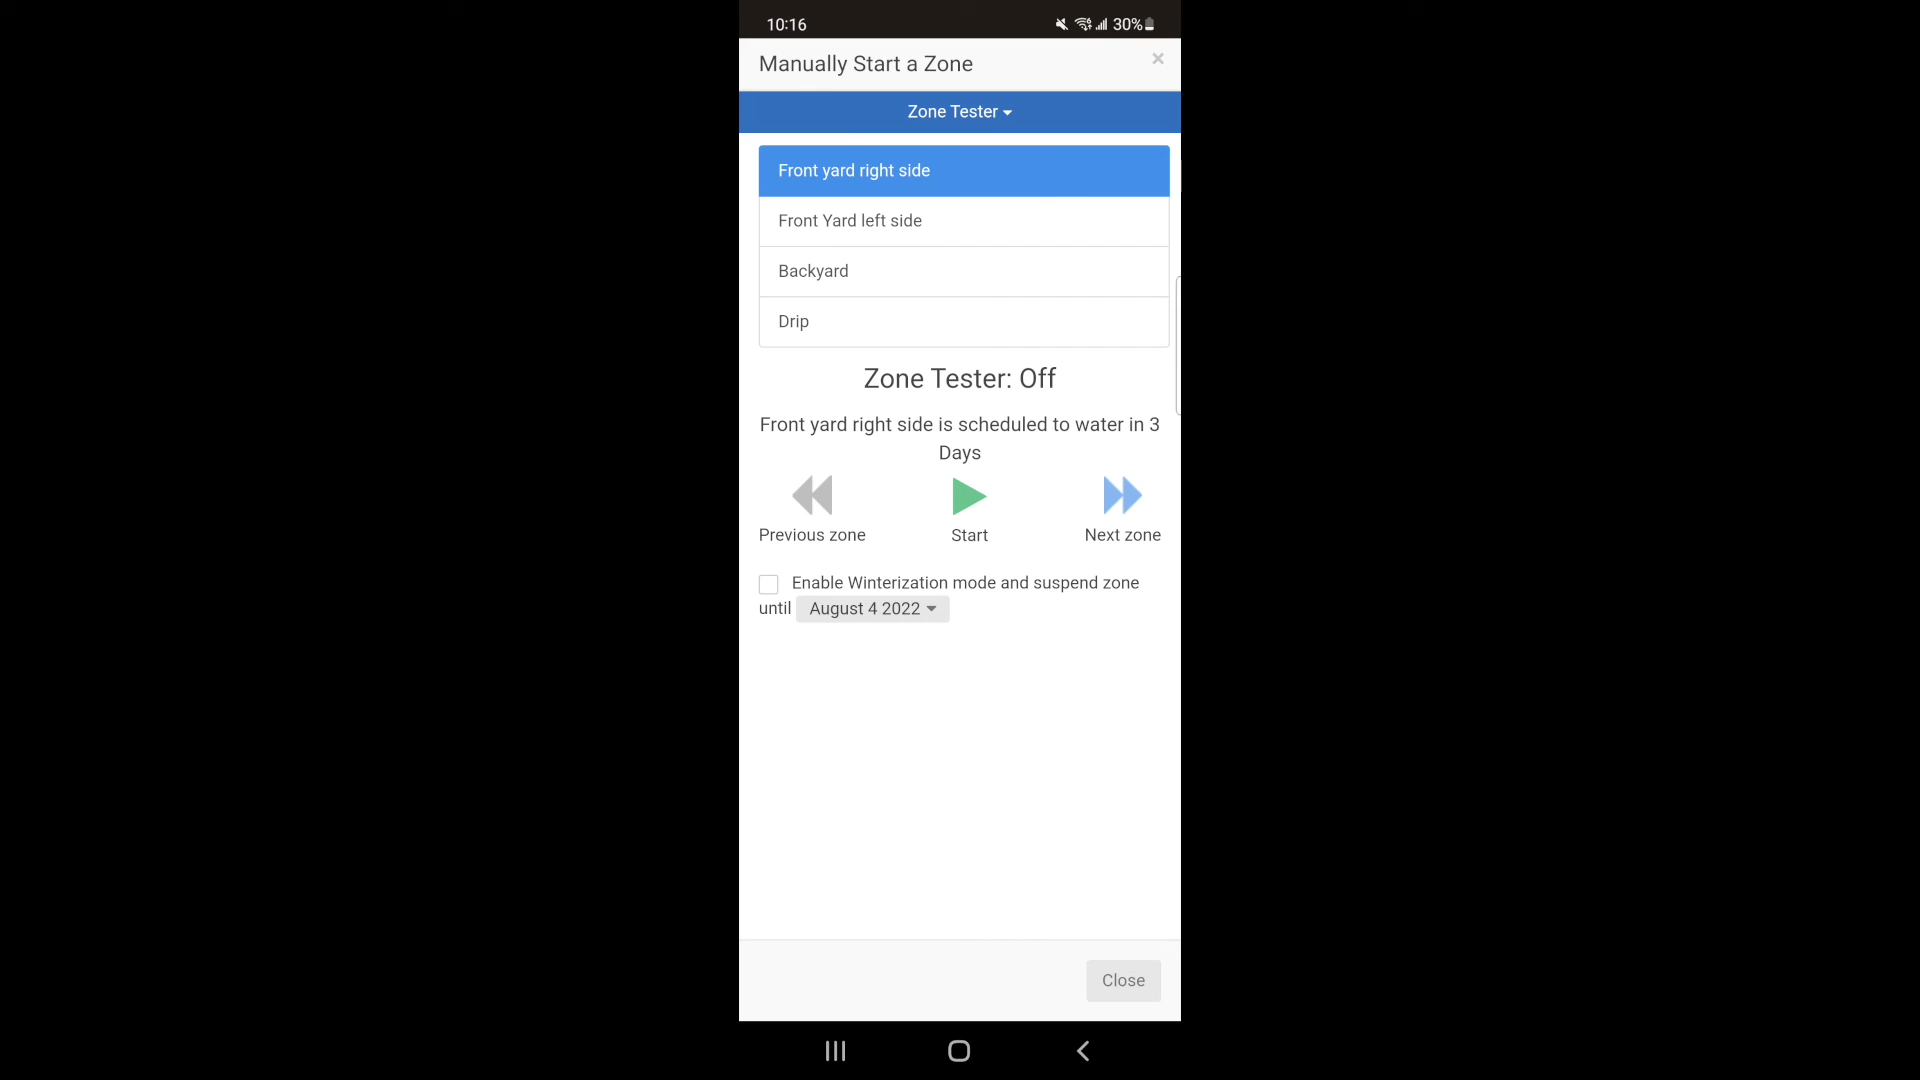 10:16
30%
Manually Start a Zone
×
Zone Tester
Front yard right side
Front Yard left side
Backyard
Drip
Zone Tester: Off
Front yard right side is scheduled to water in 3
Days
Previous zone
Start
Next zone
Enable Winterization mode and suspend zone
until August 4 2022
Close